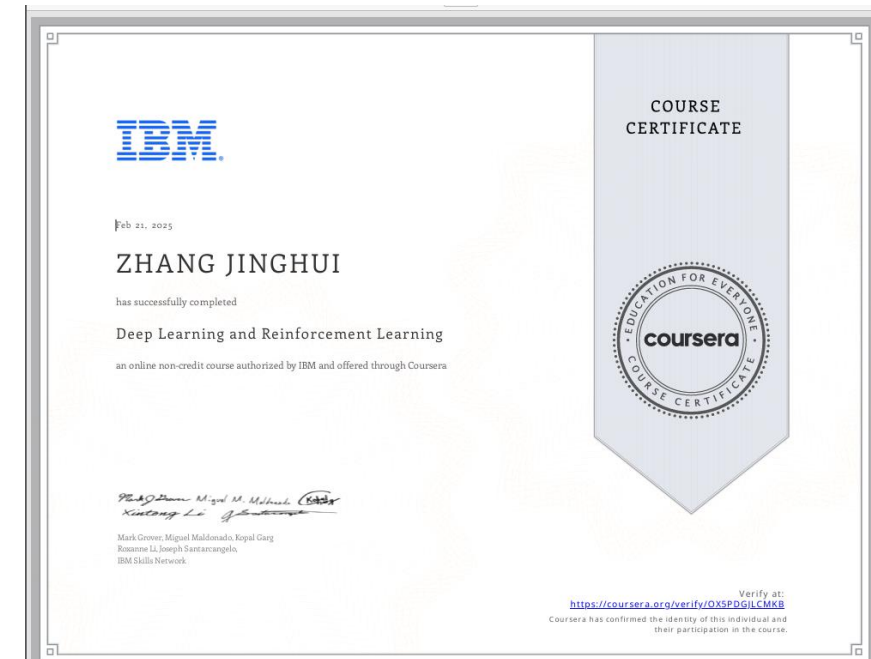 COURSE
CERTIFICATE
IBM
Feb 21, 2025
ZHANG JINGHUI
has successfully completed
Deep Learning and Reinforcement Learning
an online non-credit course authorized by IBM and offered through Coursera
EDUCATION FOR EVERYONE
coursera
COURSE CERTIFICATE
Xintong Li
Mark Grover, Miguel Maldonado, Kopal Garg
Roxanne Li, Joseph Santarcangelo,
IBM Skills Network
Verify at:
https://coursera.org/verify/OX5PDGJLCMKB
Coursera has confirmed the identity of this individual and
their participation in the course.